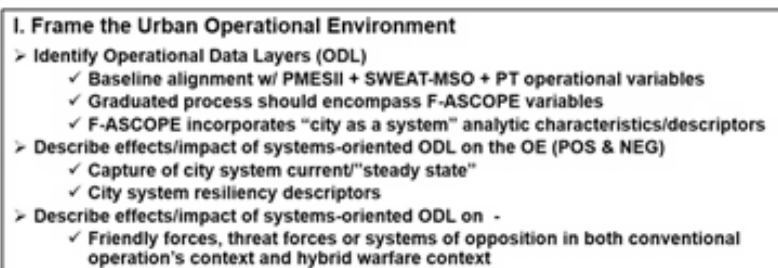 I. Frame the Urban Operational Environment
➢ Identify Operational Data Layers (ODL)
✓ Baseline alignment w/ PMESII + SWEAT-MSO + PT operational variables
✓ Graduated process should encompass F-ASCOPE variables
✓ F-ASCOPE incorporates “city as a system” analytic characteristics/descriptors
➢ Describe effects/impact of systems-oriented ODL on the OE (POS & NEG)
✓ Capture of city system current/"steady state"
✓ City system resiliency descriptors
➢ Describe effects/impact of systems-oriented ODL on -
✓ Friendly forces, threat forces or systems of opposition in both conventional
operation's context and hybrid warfare context